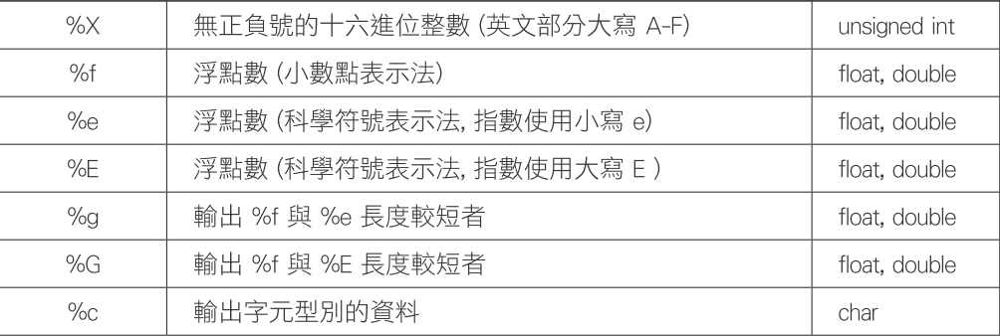 %X 無正負號的十六進位整數 (英文部分大寫 A-F) unsigned int
%f 浮點數 (小數點表示法) float, double
%e 浮點數 (科學符號表示法, 指數使用小寫 e) float, double
%E 浮點數 (科學符號表示法, 指數使用大寫 E ) float, double
%g 輸出 %f 與 %e 長度較短者 float, double
%G 輸出 %f 與 %E 長度較短者 float, double
%c 輸出字元型別的資料 char